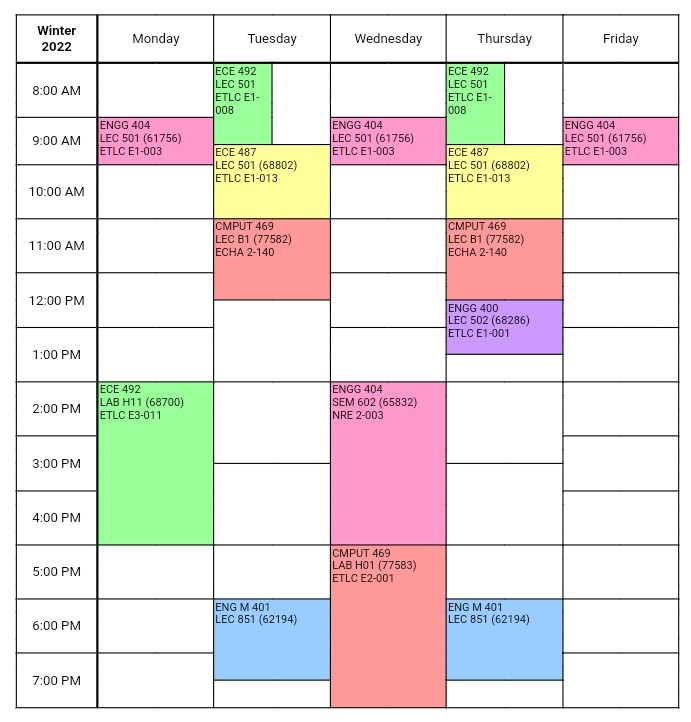 Winter
2022
Monday
Tuesday
Wednesday
Thursday
Friday
8:00 AM
ECE 492
LEC 501
ETLC E1-
008
ECE 492
LEC 501
ETLC E1-
008
9:00 AM
ENGG 404
LEC 501 (61756)
ETLC E1-003
ENGG 404
LEC 501 (61756)
ETLC E1-003
ENGG 404
LEC 501 (61756)
ETLC E1-003
ECE 487
LEC 501 (68802)
ETLC E1-013
ECE 487
LEC 501 (68802)
ETLC E1-013
10:00 AM
11:00 AM
CMPUT 469
LEC B1 (77582)
ECHA 2-140
CMPUT 469
LEC B1 (77582)
ECHA 2-140
12:00 PM
ENGG 400
LEC 502 (68286)
ETLC E1-001
1:00 PM
2:00 PM
ECE 492
LAB H11 (68700)
ETLC E3-011
ENGG 404
SEM 602 (65832)
NRE 2-003
3:00 PM
4:00 PM
5:00 PM
CMPUT 469
LAB H01 (77583)
ETLC E2-001
6:00 PM
ENG M 401
LEC 851 (62194)
ENG M 401
LEC 851 (62194)
7:00 PM